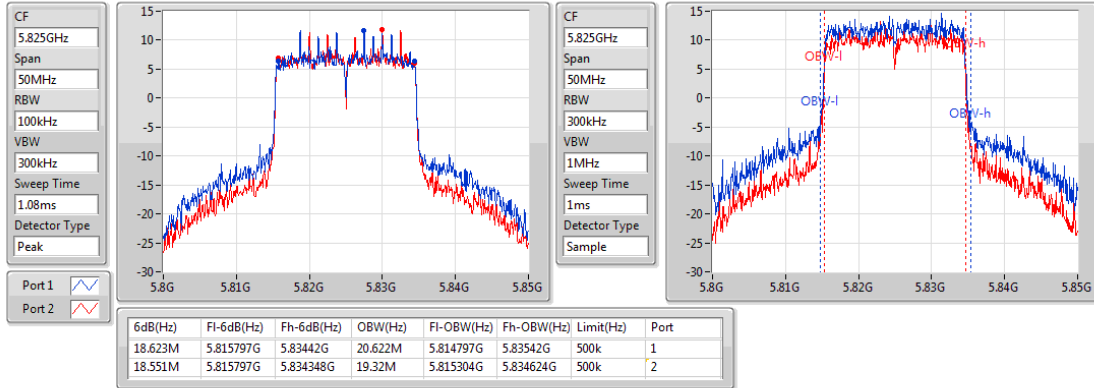 CF
5.825GHz
Span
50MHz
RBW
100kHz
VBW
300kHz
Sweep Time
1.08ms
Detector Type
Peak
Port 1
Port 2
15
10
5
0
-5
-10
-15
-20
-25
-30
5.8G 5.81G 5.82G 5.83G 5.84G 5.85G
CF
5.825GHz
Span
50MHz
RBW
300kHz
VBW
1MHz
Sweep Time
1ms
Detector Type
Sample
15
10
5
0
-5
-10
-15
-20
-25
-30
OBW-l
OBW-h
OBW-l
OBW-h
5.8G 5.81G 5.82G 5.83G 5.84G 5.85G
6dB(Hz) Fl-6dB(Hz) Fh-6dB(Hz) OBW(Hz) Fl-OBW(Hz) Fh-OBW(Hz) Limit(Hz) Port
18.623M 5.815797G 5.83442G 20.622M 5.814797G 5.83542G 500k 1
18.551M 5.815797G 5.834348G 19.32M 5.815304G 5.834624G 500k 2